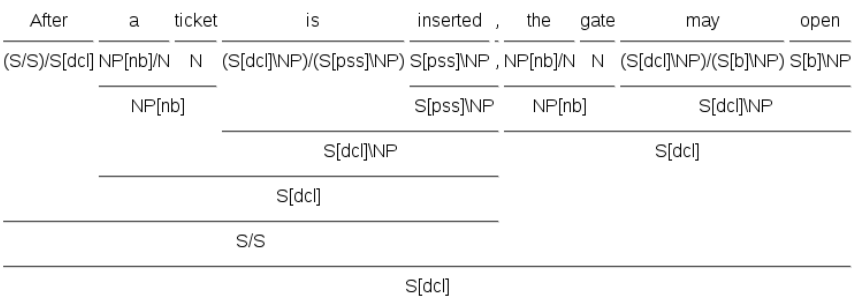 After a ticket is inserted , the gate may open
(S/S)/S[dcl] NP[nb]/N N (S[dcl]\NP)/(S[pss]\NP) S[pss]\NP , NP[nb]/N N (S[dcl]\NP)/(S[b]\NP) S[b]\NP
NP[nb] S[pss]\NP NP[nb] S[dcl]\NP
S[dcl]\NP S[dcl]
S[dcl]
S/S
S[dcl]